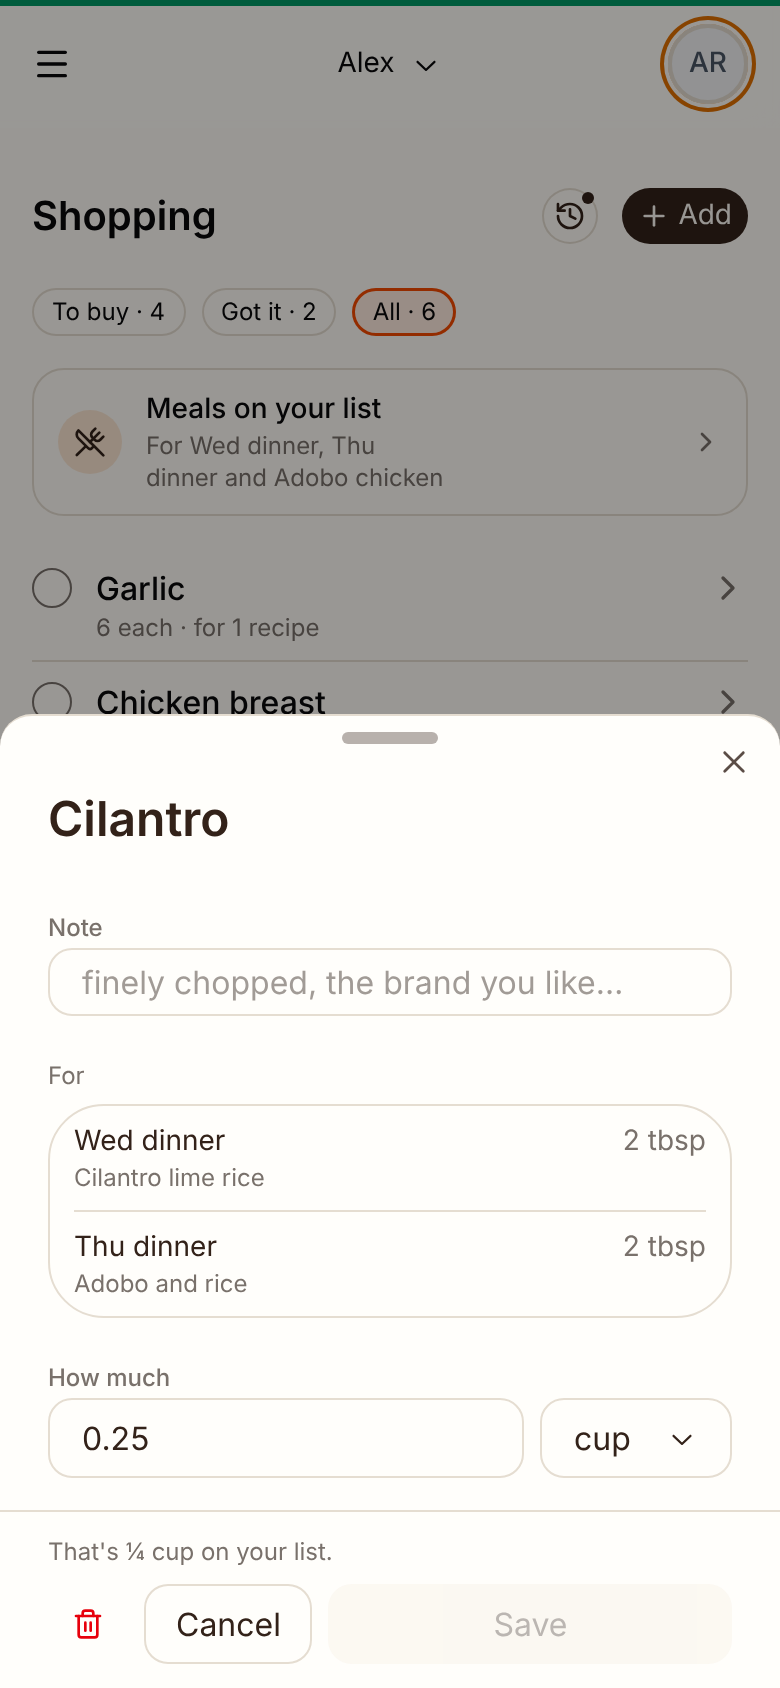 Alex
AR
Shopping
Add
To buy · 4
Got it · 2
All · 6
Meals on your list
For Wed dinner, Thu
dinner and Adobo chicken
Garlic
6 each · for 1 recipe
Chicken breast
Cilantro
Note
finely chopped, the brand you like...
For
Wed dinner
2 tbsp
Cilantro lime rice
Thu dinner
2 tbsp
Adobo and rice
How much
0.25
cup
That's ¼ cup on your list.
Cancel
Save